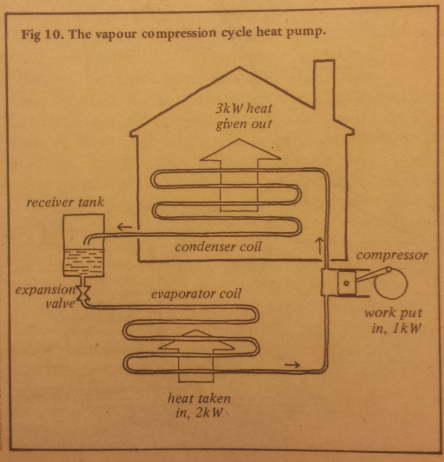 Fig 10. The vapour compression cycle heat pump.
3kW heat
given out
receiver tank
condenser coil
compressor
expansion
valve
evaporator coil
work put
in, 1kW
heat taken
in, 2kW